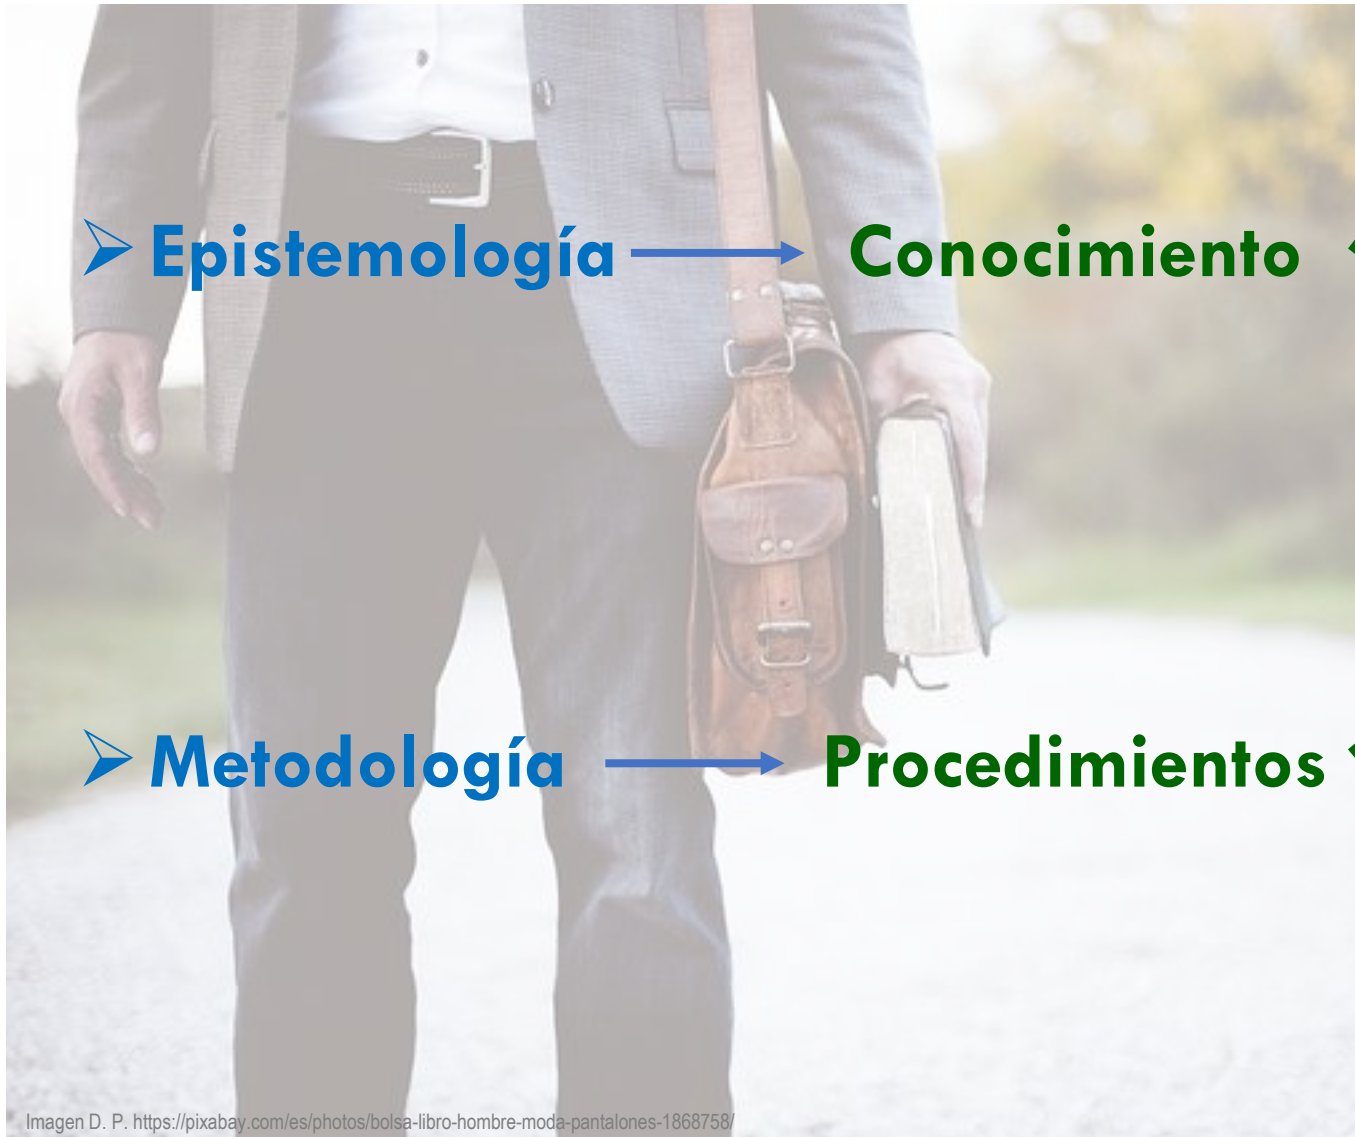 Epistemología Conocimiento
Metodología Procedimientos
Imagen D. P. https://pixabay.com/es/photos/bolsa-libro-hombre-moda-pantalones-1868758/